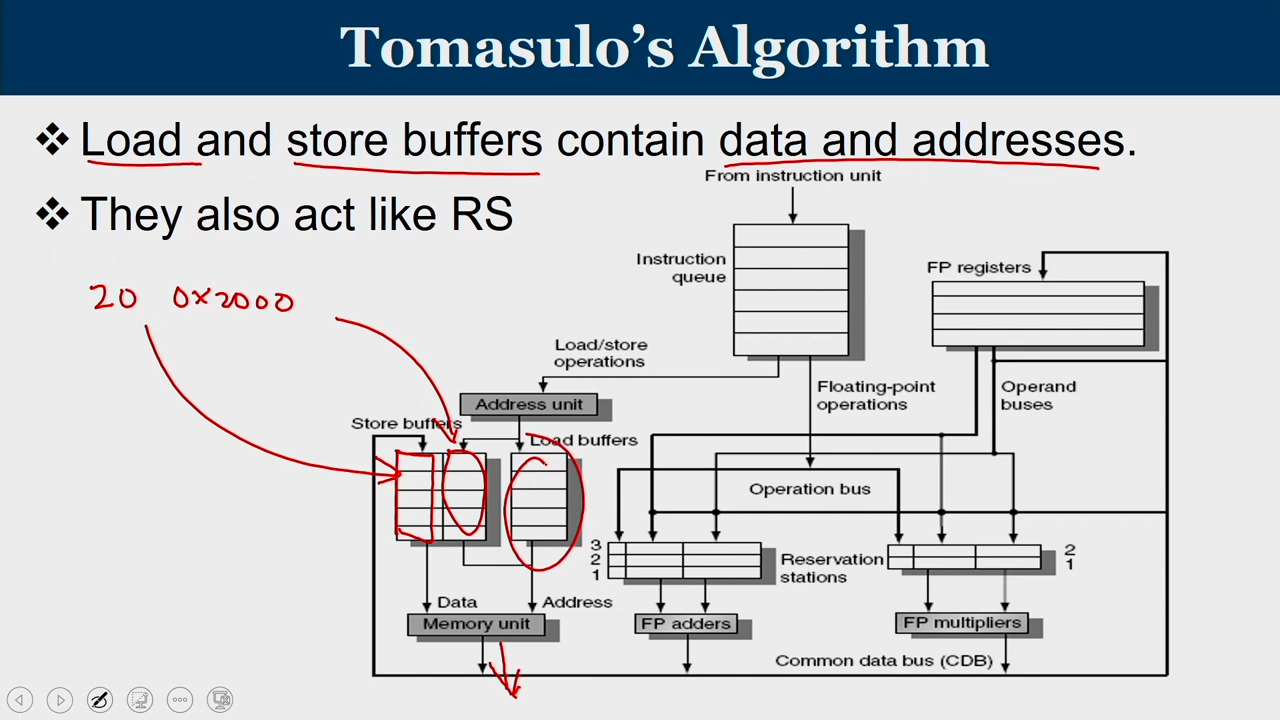 Tomasulo's Algorithm
❖ Load and store buffers contain data and addresses.
❖ They also act like RS
From instruction unit
Instruction
queue
FP registers
20 0x2000
Load/store
operations
Floating-point
operations
Operand
buses
Address unit
Store buffers
Load buffers
Operation bus
3
2
1
Reservation
stations
2
1
Data
Address
Memory unit
FP adders
FP multipliers
Common data bus (CDB)